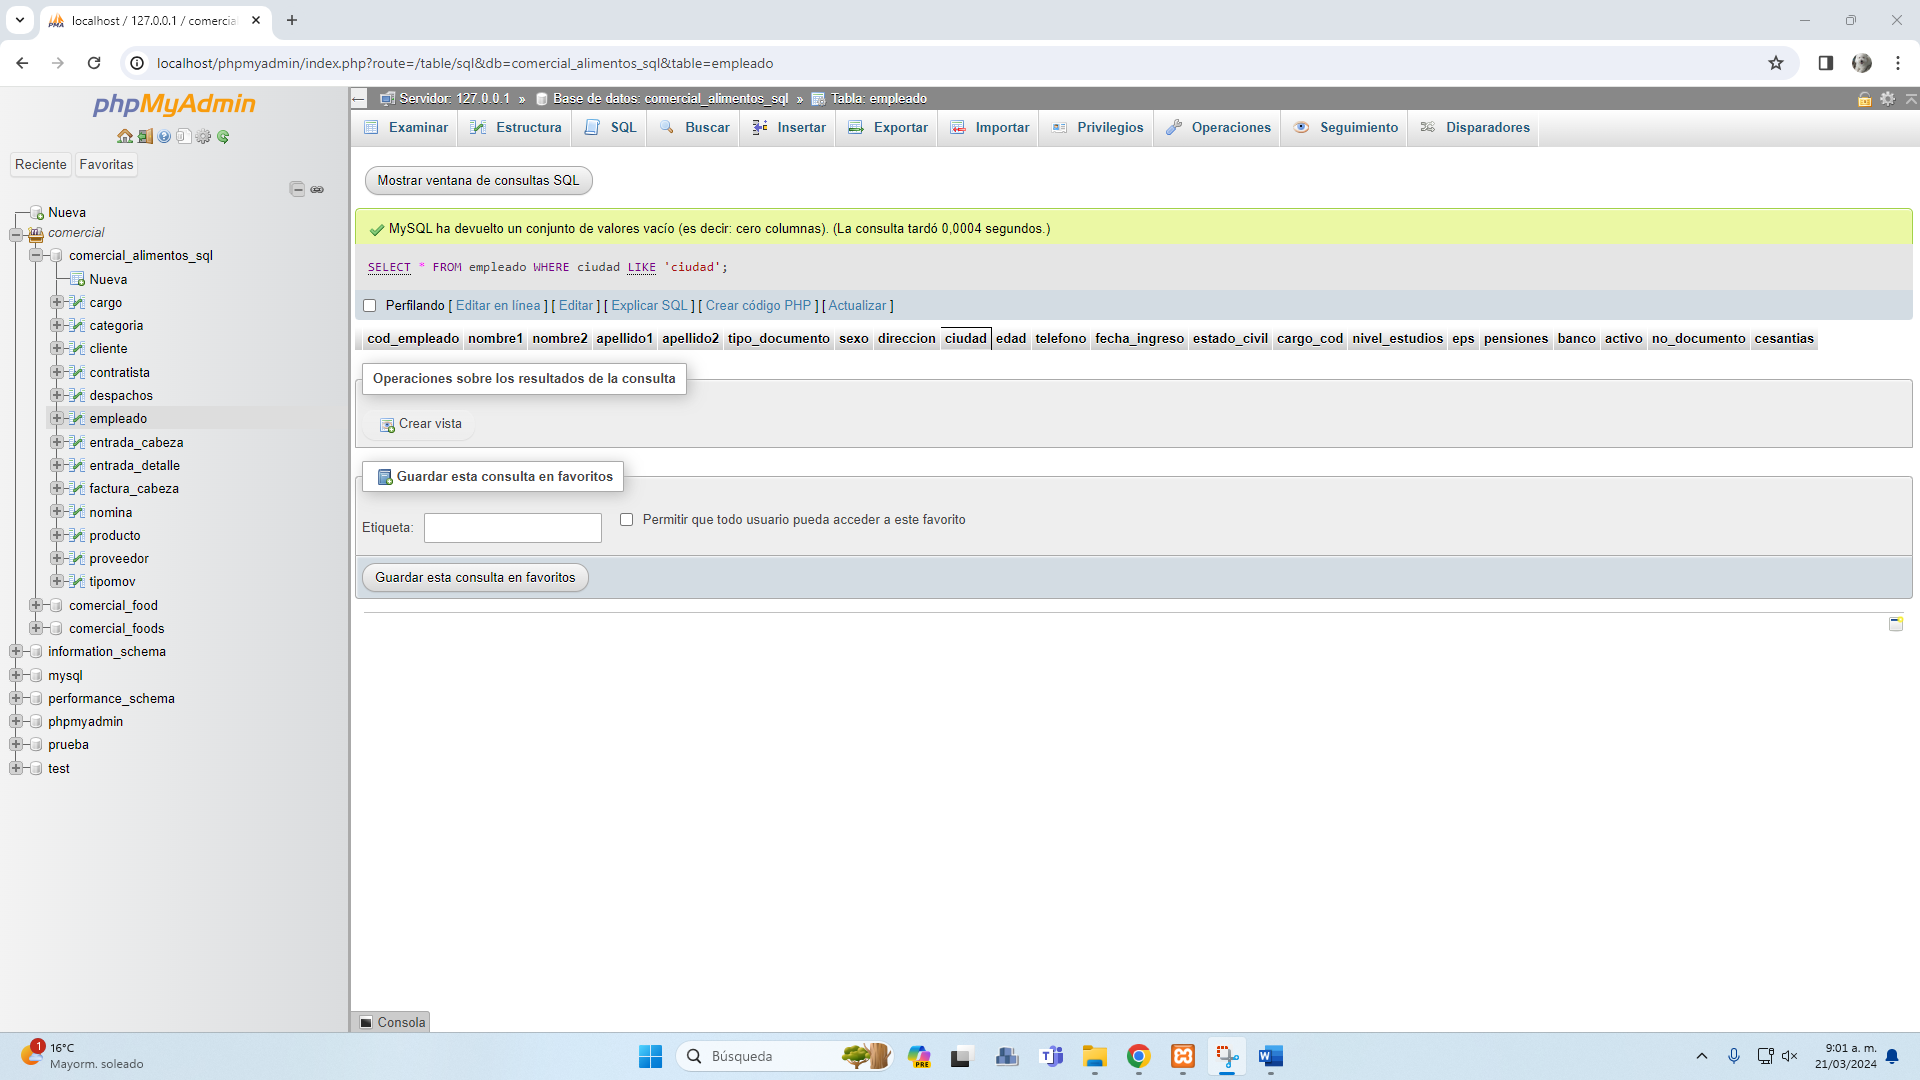 localhost / 127.0.0.1 / comercia
localhost/phpmyadmin/index.php?route=/table/sql&db=comercial_alimentos_sql&table=empleado
phpMyAdmin
Reciente
Favoritas
Nueva
comercial
comercial_alimentos_sql
Nueva
cargo
categoria
cliente
contratista
despachos
empleado
entrada_cabeza
entrada_detalle
factura_cabeza
nomina
producto
proveedor
tipomov
comercial_food
comercial_foods
information_schema
mysql
performance_schema
phpmyadmin
prueba
test
Servidor: 127.0.0.1 » Base de datos: comercial_alimentos_sql » Tabla: empleado
Examinar Estructura SQL Buscar Insertar Exportar Importar Privilegios Operaciones Seguimiento Disparadores
Mostrar ventana de consultas SQL
MySQL ha devuelto un conjunto de valores vacío (es decir: cero columnas). (La consulta tardó 0,0004 segundos.)
SELECT * FROM empleado WHERE ciudad LIKE 'ciudad';
Perfilando [ Editar en línea ] [ Editar ] [ Explicar SQL ] [ Crear código PHP ] [ Actualizar ]
cod_empleado nombre1 nombre2 apellido1 apellido2 tipo_documento sexo direccion ciudad edad telefono fecha_ingreso estado_civil cargo_cod nivel_estudios eps pensiones banco activo no_documento cesantias
Operaciones sobre los resultados de la consulta
Crear vista
Guardar esta consulta en favoritos
Etiqueta:
Permitir que todo usuario pueda acceder a este favorito
Guardar esta consulta en favoritos
Consola
1
16°C
Mayorm. soleado
Búsqueda
PRE
9:01 a. m.
21/03/2024